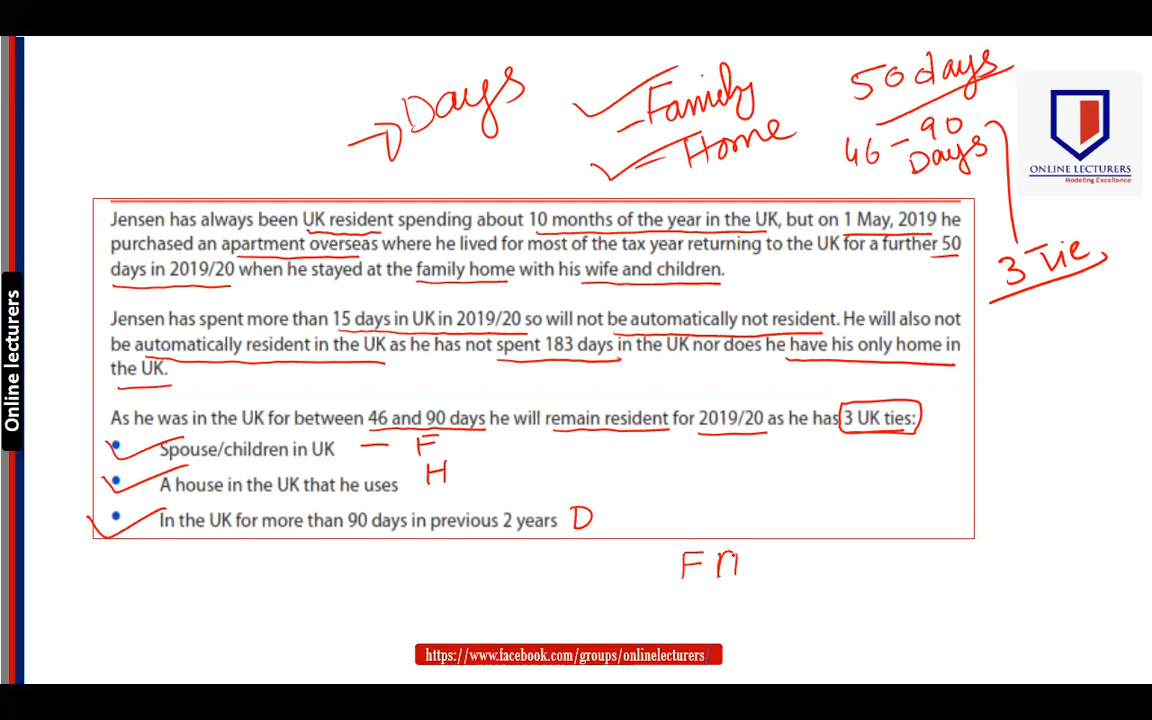 50 days
Days
Family
Home
46 - 90
Days
3 Tie
ONLINE LECTURERS
Modeling Excellence
Online lecturers
Jensen has always been UK resident spending about 10 months of the year in the UK, but on 1 May, 2019 he
purchased an apartment overseas where he lived for most of the tax year returning to the UK for a further 50
days in 2019/20 when he stayed at the family home with his wife and children.
Jensen has spent more than 15 days in UK in 2019/20 so will not be automatically not resident. He will also not
be automatically resident in the UK as he has not spent 183 days in the UK nor does he have his only home in
the UK.
As he was in the UK for between 46 and 90 days he will remain resident for 2019/20 as he has 3 UK ties:
• Spouse/children in UK - F
• A house in the UK that he uses H
• In the UK for more than 90 days in previous 2 years D
F
https://www.facebook.com/groups/onlinelecturers/